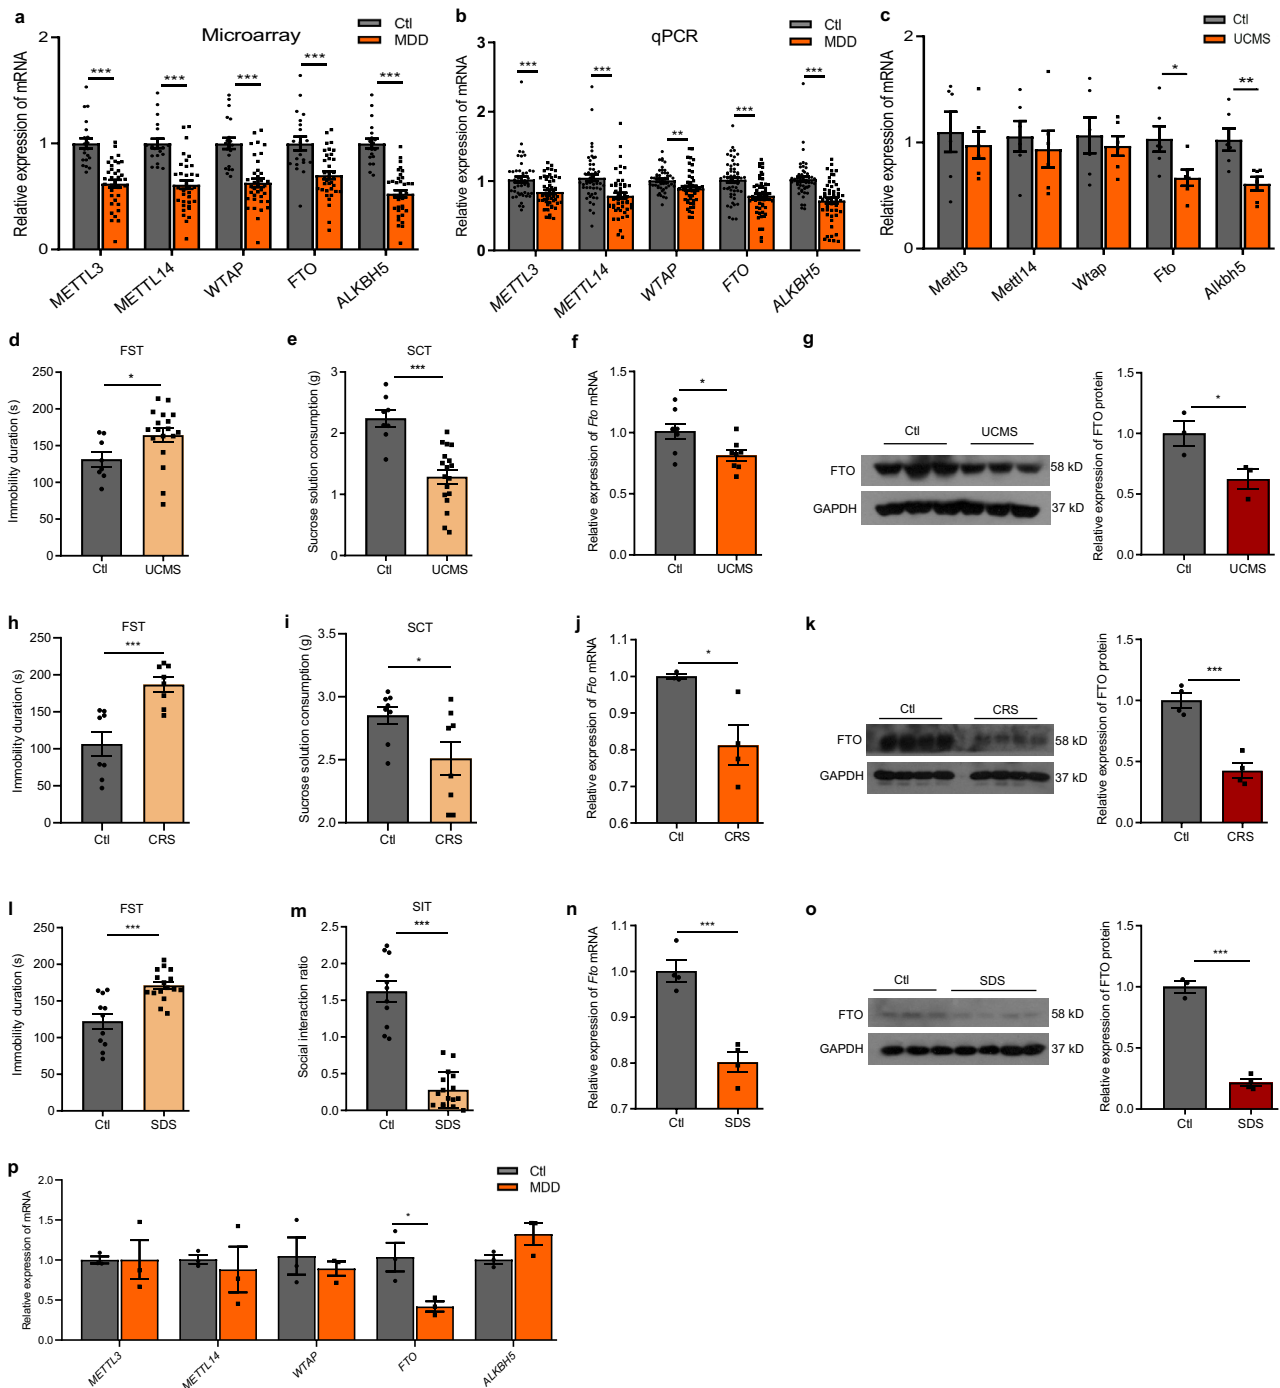 a
Microarray
Ctl
MDD
Relative expression of mRNA
2
1
0
***
***
***
***
***
METTL3
METTL14
WTAP
FTO
ALKBH5
b
qPCR
Ctl
MDD
Relative expression of mRNA
3
2
1
0
***
***
**
***
***
METTL3
METTL14
WTAP
FTO
ALKBH5
c
Ctl
UCMS
Relative expression of mRNA
2
1
0
*
**
Mettl3
Mettl14
Wtap
Fto
Alkbh5
d
FST
Immobility duration (s)
250
200
150
100
50
0
*
Ctl
UCMS
e
SCT
Sucrose solution consumption (g)
3
2
1
0
***
Ctl
UCMS
f
Relative expression of Fto mRNA
1.5
1.0
0.5
0.0
*
Ctl
UCMS
g
Ctl
UCMS
FTO
58 kD
GAPDH
37 kD
Relative expression of FTO protein
1.5
1.0
0.5
0.0
*
Ctl
UCMS
h
FST
Immobility duration (s)
250
200
150
100
50
0
***
Ctl
CRS
i
SCT
Sucrose solution consumption (g)
3.5
3.0
2.5
2.0
*
Ctl
CRS
j
Relative expression of Fto mRNA
1.1
1.0
0.9
0.8
0.7
0.6
*
Ctl
CRS
k
Ctl
CRS
FTO
58 kD
GAPDH
37 kD
Relative expression of FTO protein
1.5
1.0
0.5
0.0
***
Ctl
CRS
l
FST
Immobility duration (s)
250
200
150
100
50
0
***
Ctl
SDS
m
SIT
Social interaction ratio
2.5
2.0
1.5
1.0
0.5
0.0
***
Ctl
SDS
n
Relative expression of Fto mRNA
1.1
1.0
0.9
0.8
0.7
***
Ctl
SDS
o
Ctl
SDS
FTO
58 kD
GAPDH
37 kD
Relative expression of FTO protein
1.5
1.0
0.5
0.0
***
Ctl
SDS
p
Ctl
MDD
Relative expression of mRNA
2.0
1.5
1.0
0.5
0.0
*
METTL3
METTL14
WTAP
FTO
ALKBH5